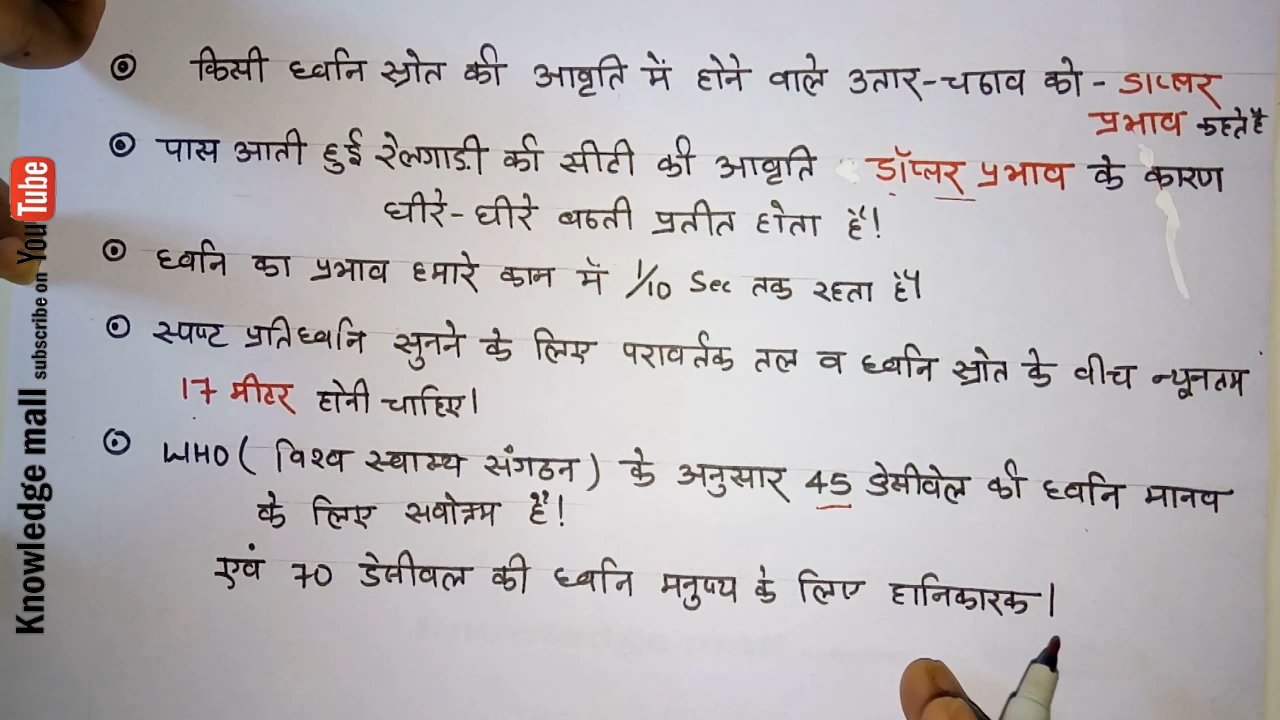 किसी ध्वनि स्रोत की आवृति में होने वाले उतार-चढाव को - डाप्लर
प्रभाव कहते है
पास आती हुई रेलगाड़ी की सीटी की आवृति डॉप्लर प्रभाव के कारण
धीरे-धीरे बढती प्रतीत होता है!
ध्वनि का प्रभाव हमारे कान में 1/10 Sec तक रहता है।
स्पष्ट प्रतिध्वनि सुनने के लिए परावर्तक तल व ध्वनि स्रोत के वीच न्यूनतम
17 मीटर होनी चाहिए।
WHO ( विश्व स्वास्थ्य संगठन ) के अनुसार 45 डेसीवेल की ध्वनि मानव
के लिए सर्वोत्तम है!
एवं 70 डेसीवल की ध्वनि मनुष्य के लिए हानिकारक।
Knowledge mall subscribe on YouTube